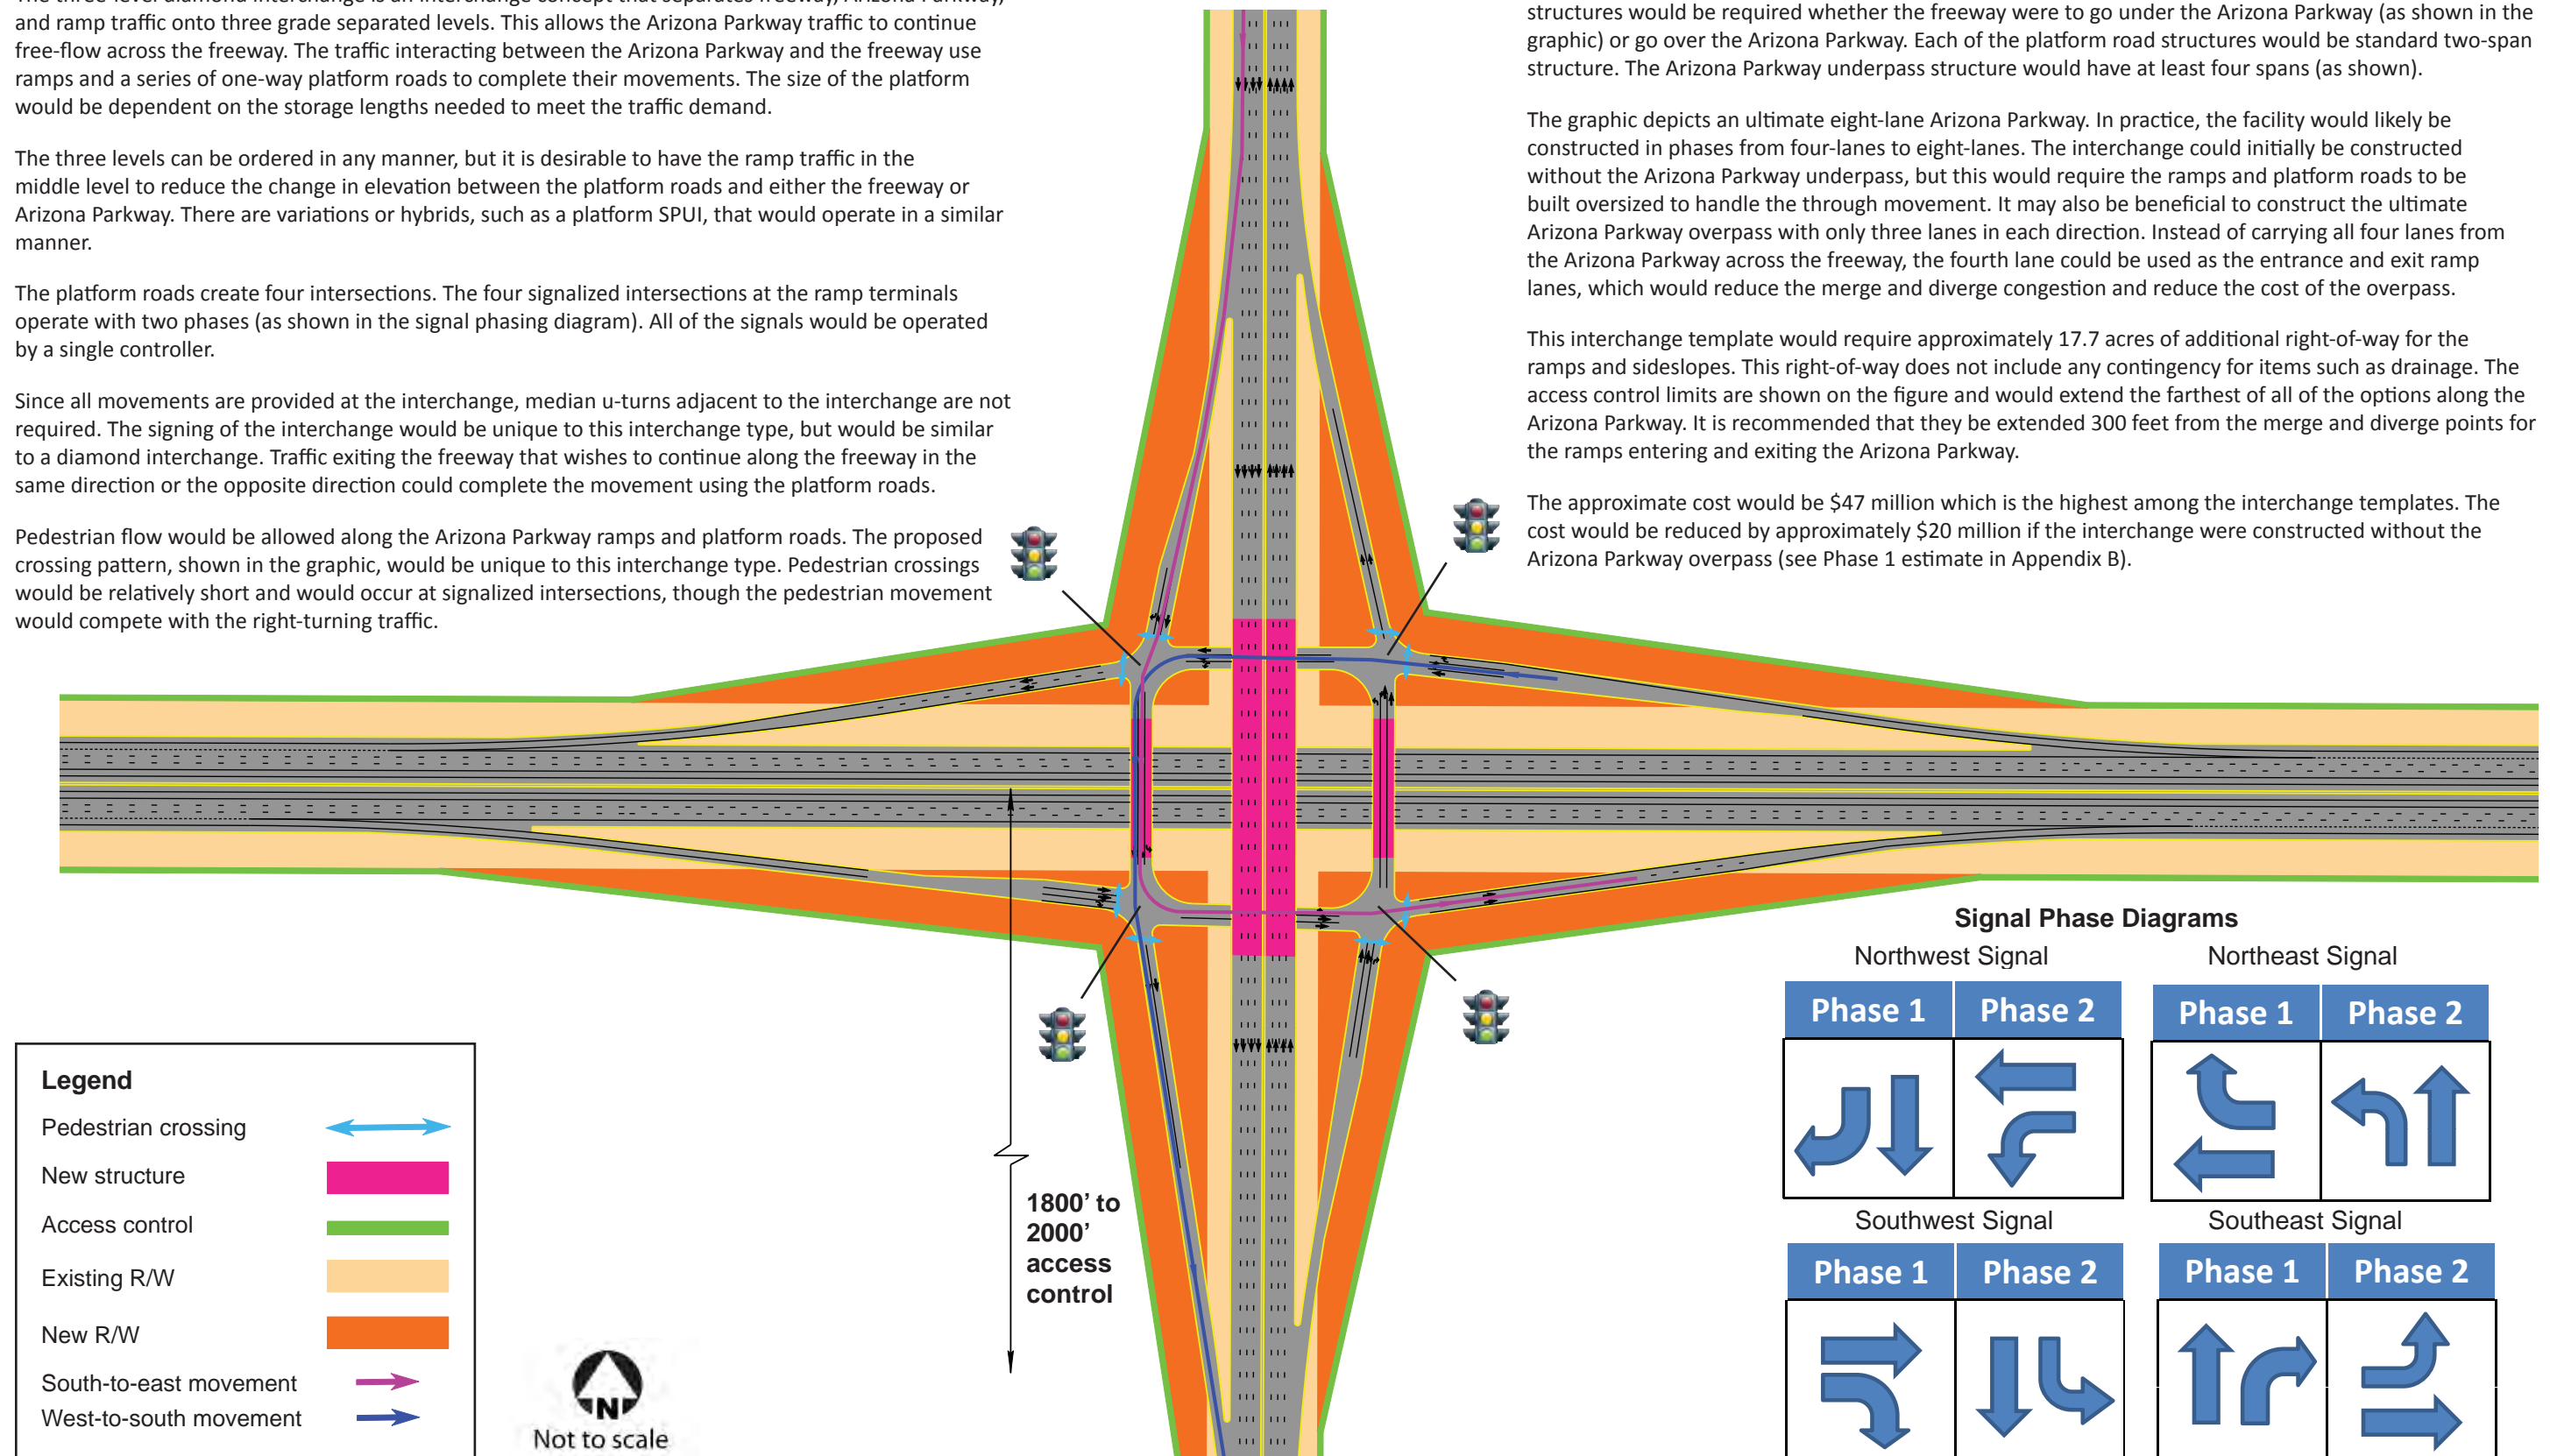 The three-level diamond interchange is an interchange concept that separates freeway, Arizona Parkway,
and ramp traffic onto three grade separated levels. This allows the Arizona Parkway traffic to continue
free-flow across the freeway. The traffic interacting between the Arizona Parkway and the freeway use
ramps and a series of one-way platform roads to complete their movements. The size of the platform
would be dependent on the storage lengths needed to meet the traffic demand.
The three levels can be ordered in any manner, but it is desirable to have the ramp traffic in the
middle level to reduce the change in elevation between the platform roads and either the freeway or
Arizona Parkway. There are variations or hybrids, such as a platform SPUI, that would operate in a similar
manner.
The platform roads create four intersections. The four signalized intersections at the ramp terminals
operate with two phases (as shown in the signal phasing diagram). All of the signals would be operated
by a single controller.
Since all movements are provided at the interchange, median u-turns adjacent to the interchange are not
required. The signing of the interchange would be unique to this interchange type, but would be similar
to a diamond interchange. Traffic exiting the freeway that wishes to continue along the freeway in the
same direction or the opposite direction could complete the movement using the platform roads.
Pedestrian flow would be allowed along the Arizona Parkway ramps and platform roads. The proposed
crossing pattern, shown in the graphic, would be unique to this interchange type. Pedestrian crossings
would be relatively short and would occur at signalized intersections, though the pedestrian movement
would compete with the right-turning traffic.
structures would be required whether the freeway were to go under the Arizona Parkway (as shown in the
graphic) or go over the Arizona Parkway. Each of the platform road structures would be standard two-span
structure. The Arizona Parkway underpass structure would have at least four spans (as shown).
The graphic depicts an ultimate eight-lane Arizona Parkway. In practice, the facility would likely be
constructed in phases from four-lanes to eight-lanes. The interchange could initially be constructed
without the Arizona Parkway underpass, but this would require the ramps and platform roads to be
built oversized to handle the through movement. It may also be beneficial to construct the ultimate
Arizona Parkway overpass with only three lanes in each direction. Instead of carrying all four lanes from
the Arizona Parkway across the freeway, the fourth lane could be used as the entrance and exit ramp
lanes, which would reduce the merge and diverge congestion and reduce the cost of the overpass.
This interchange template would require approximately 17.7 acres of additional right-of-way for the
ramps and sideslopes. This right-of-way does not include any contingency for items such as drainage. The
access control limits are shown on the figure and would extend the farthest of all of the options along the
Arizona Parkway. It is recommended that they be extended 300 feet from the merge and diverge points for
the ramps entering and exiting the Arizona Parkway.
The approximate cost would be $47 million which is the highest among the interchange templates. The
cost would be reduced by approximately $20 million if the interchange were constructed without the
Arizona Parkway overpass (see Phase 1 estimate in Appendix B).
1800’ to
2000’
access
control
Legend
Pedestrian crossing
New structure
Access control
Existing R/W
New R/W
South-to-east movement
West-to-south movement
N
Not to scale
Signal Phase Diagrams
Northwest Signal
Phase 1 Phase 2
Northeast Signal
Phase 1 Phase 2
Southwest Signal
Phase 1 Phase 2
Southeast Signal
Phase 1 Phase 2